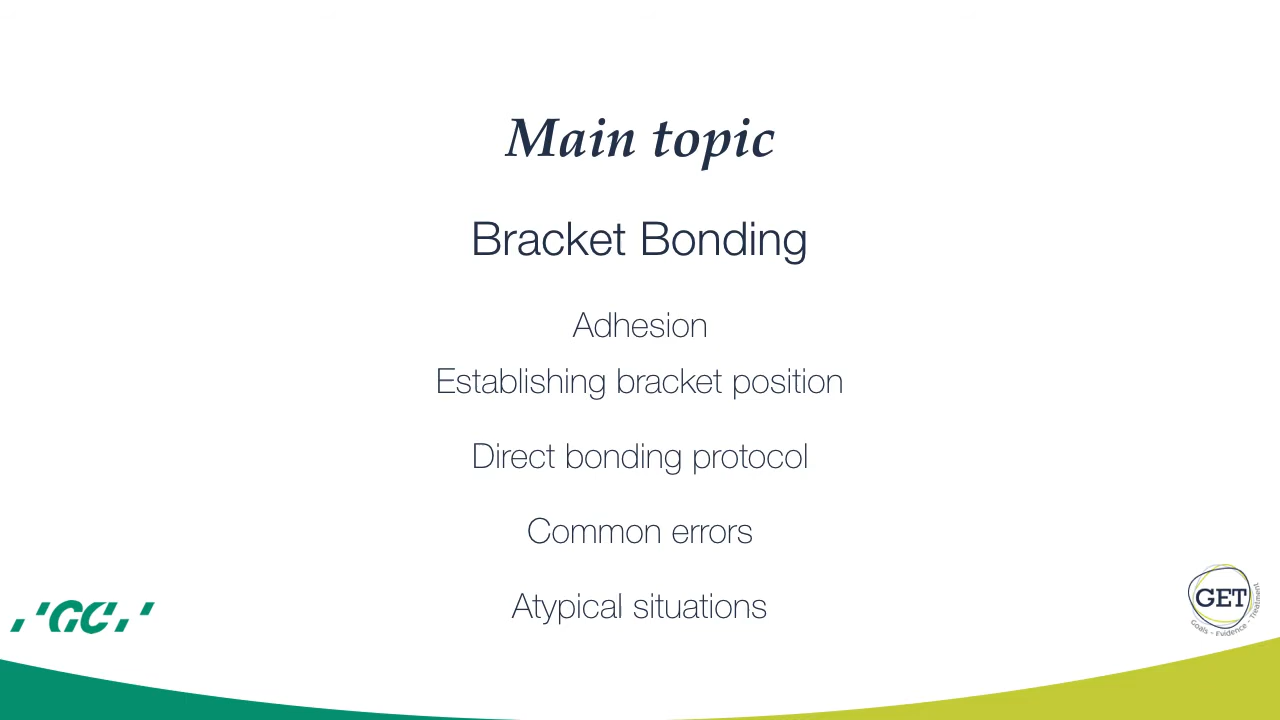 Main topic
Bracket Bonding
Adhesion
Establishing bracket position
Direct bonding protocol
Common errors
Atypical situations
GC
GET
Goals - Evidence - Treatment